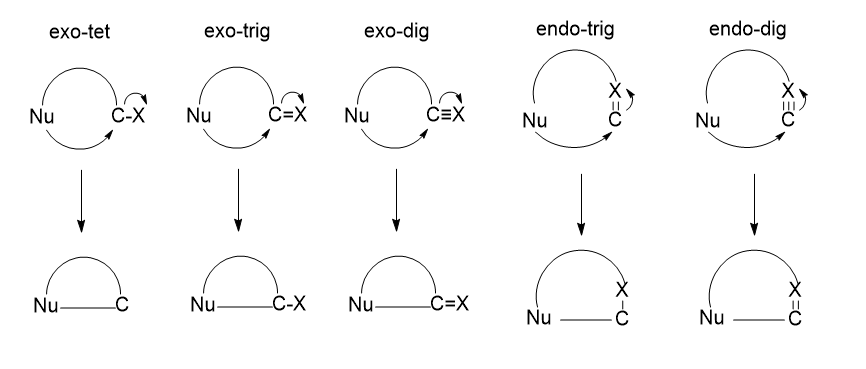 exo-tet exo-trig exo-dig endo-trig endo-dig
Nu C-X Nu C=X Nu C≡X Nu X C Nu X C
Nu C Nu C-X Nu C=X Nu X C Nu X C